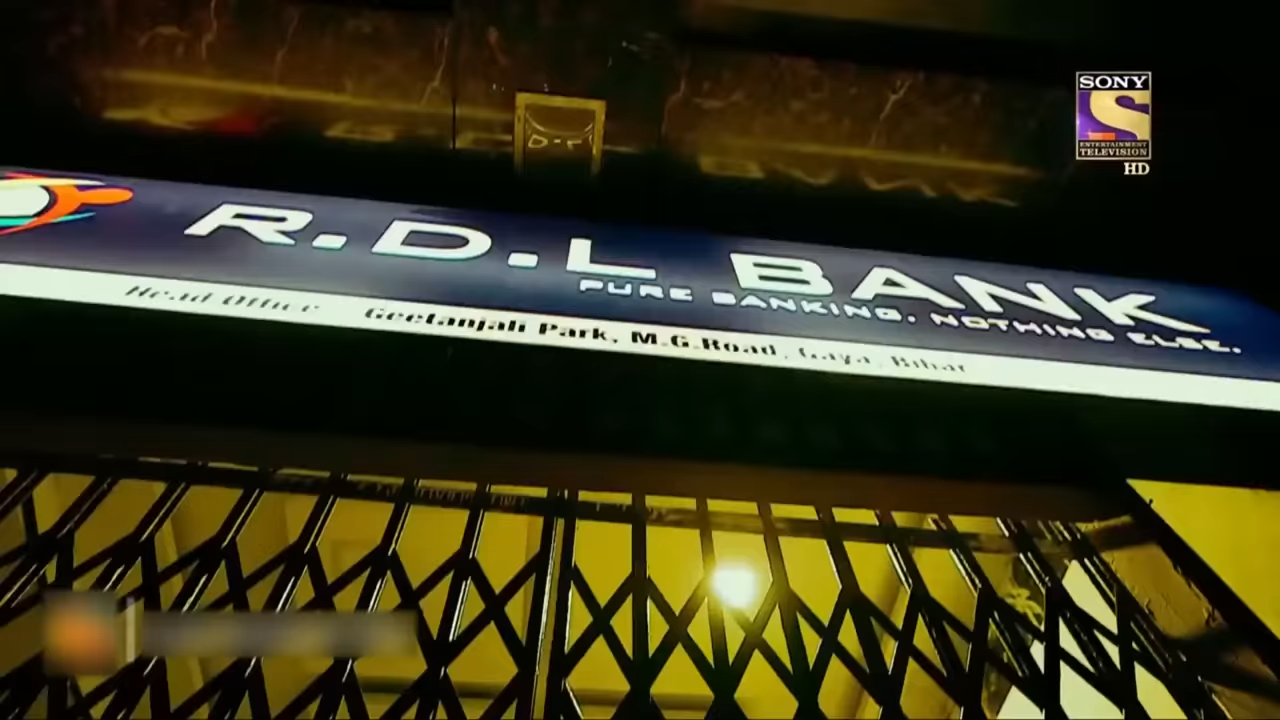 SONY
S
ENTERTAINMENT
TELEVISION
HD
R.D.L BANK
PURE BANKING. NOTHING ELSE.
Head Office Geetanjali Park, M.G.Road, Gaya, Bihar